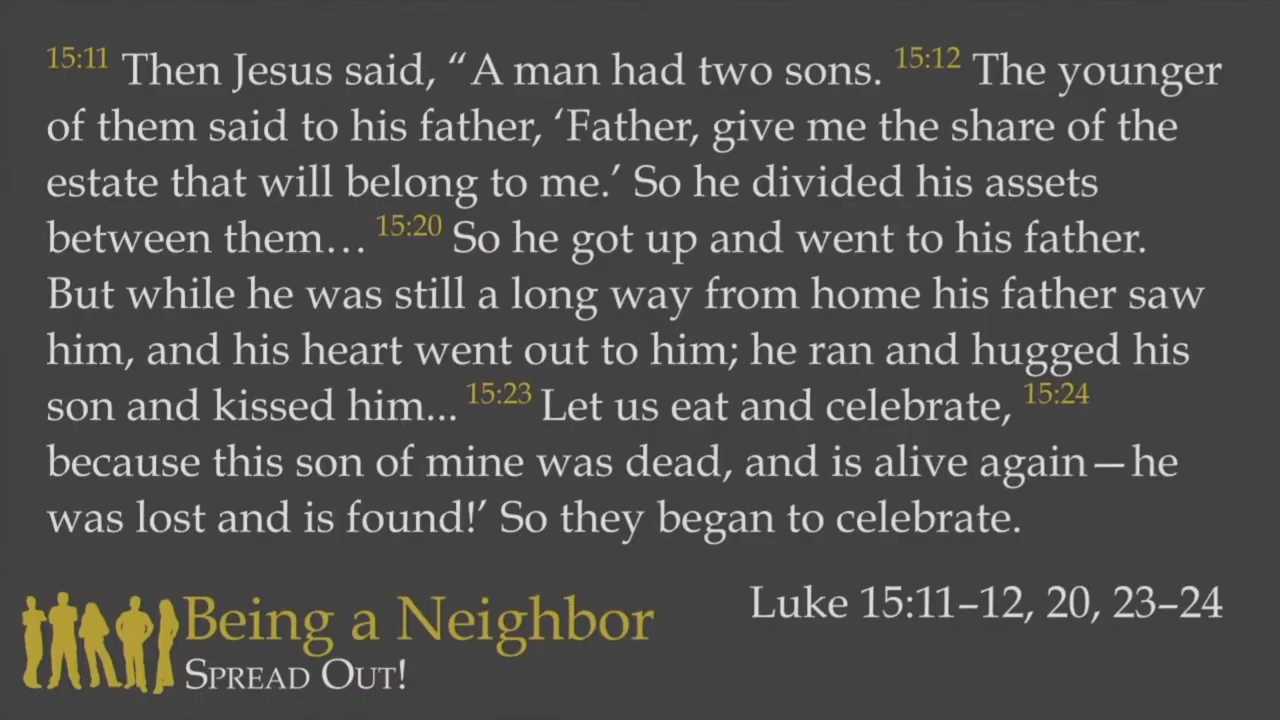 15:11 Then Jesus said, “A man had two sons. 15:12 The younger
of them said to his father, ‘Father, give me the share of the
estate that will belong to me.’ So he divided his assets
between them… 15:20 So he got up and went to his father.
But while he was still a long way from home his father saw
him, and his heart went out to him; he ran and hugged his
son and kissed him... 15:23 Let us eat and celebrate, 15:24
because this son of mine was dead, and is alive again—he
was lost and is found!’ So they began to celebrate.
Luke 15:11–12, 20, 23–24
Being a Neighbor
SPREAD OUT!